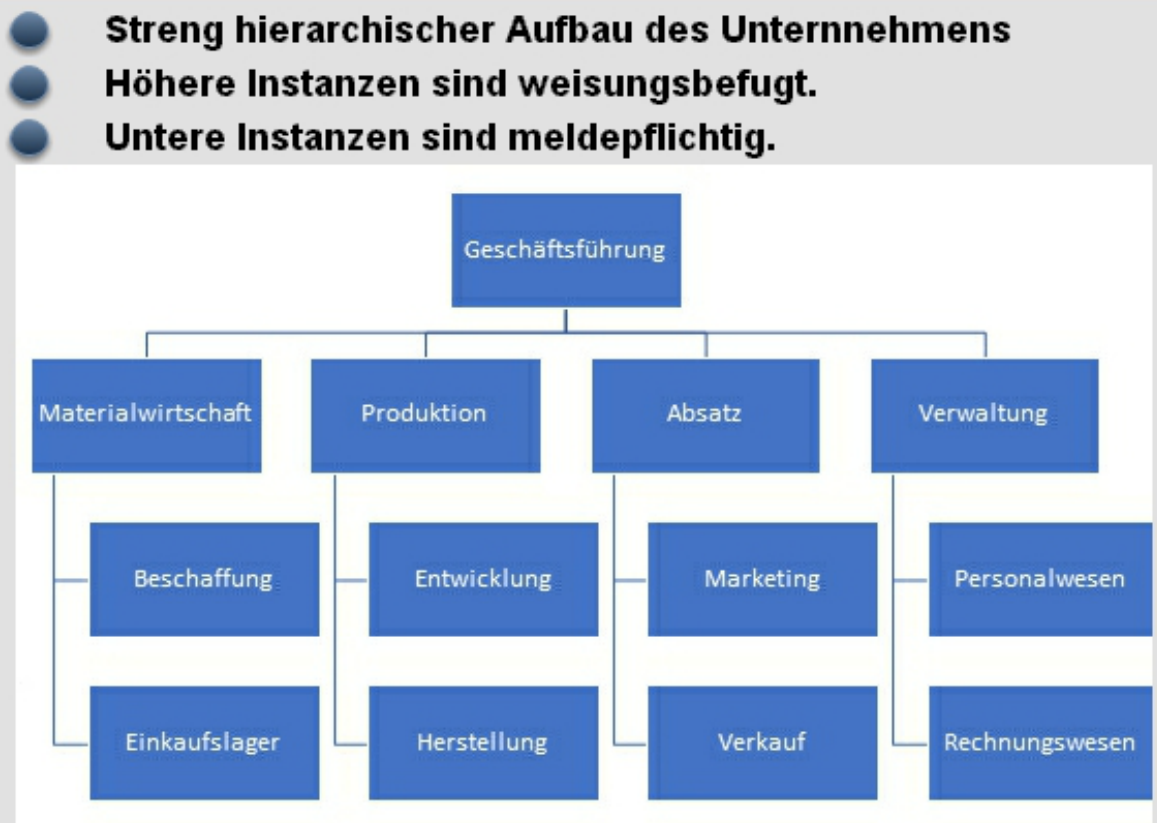 Streng hierarchischer Aufbau des Unternnehmens
Höhere Instanzen sind weisungsbefugt.
Untere Instanzen sind meldepflichtig.
Geschäftsführung
Materialwirtschaft
Produktion
Absatz
Verwaltung
Beschaffung
Entwicklung
Marketing
Personalwesen
Einkaufslager
Herstellung
Verkauf
Rechnungswesen